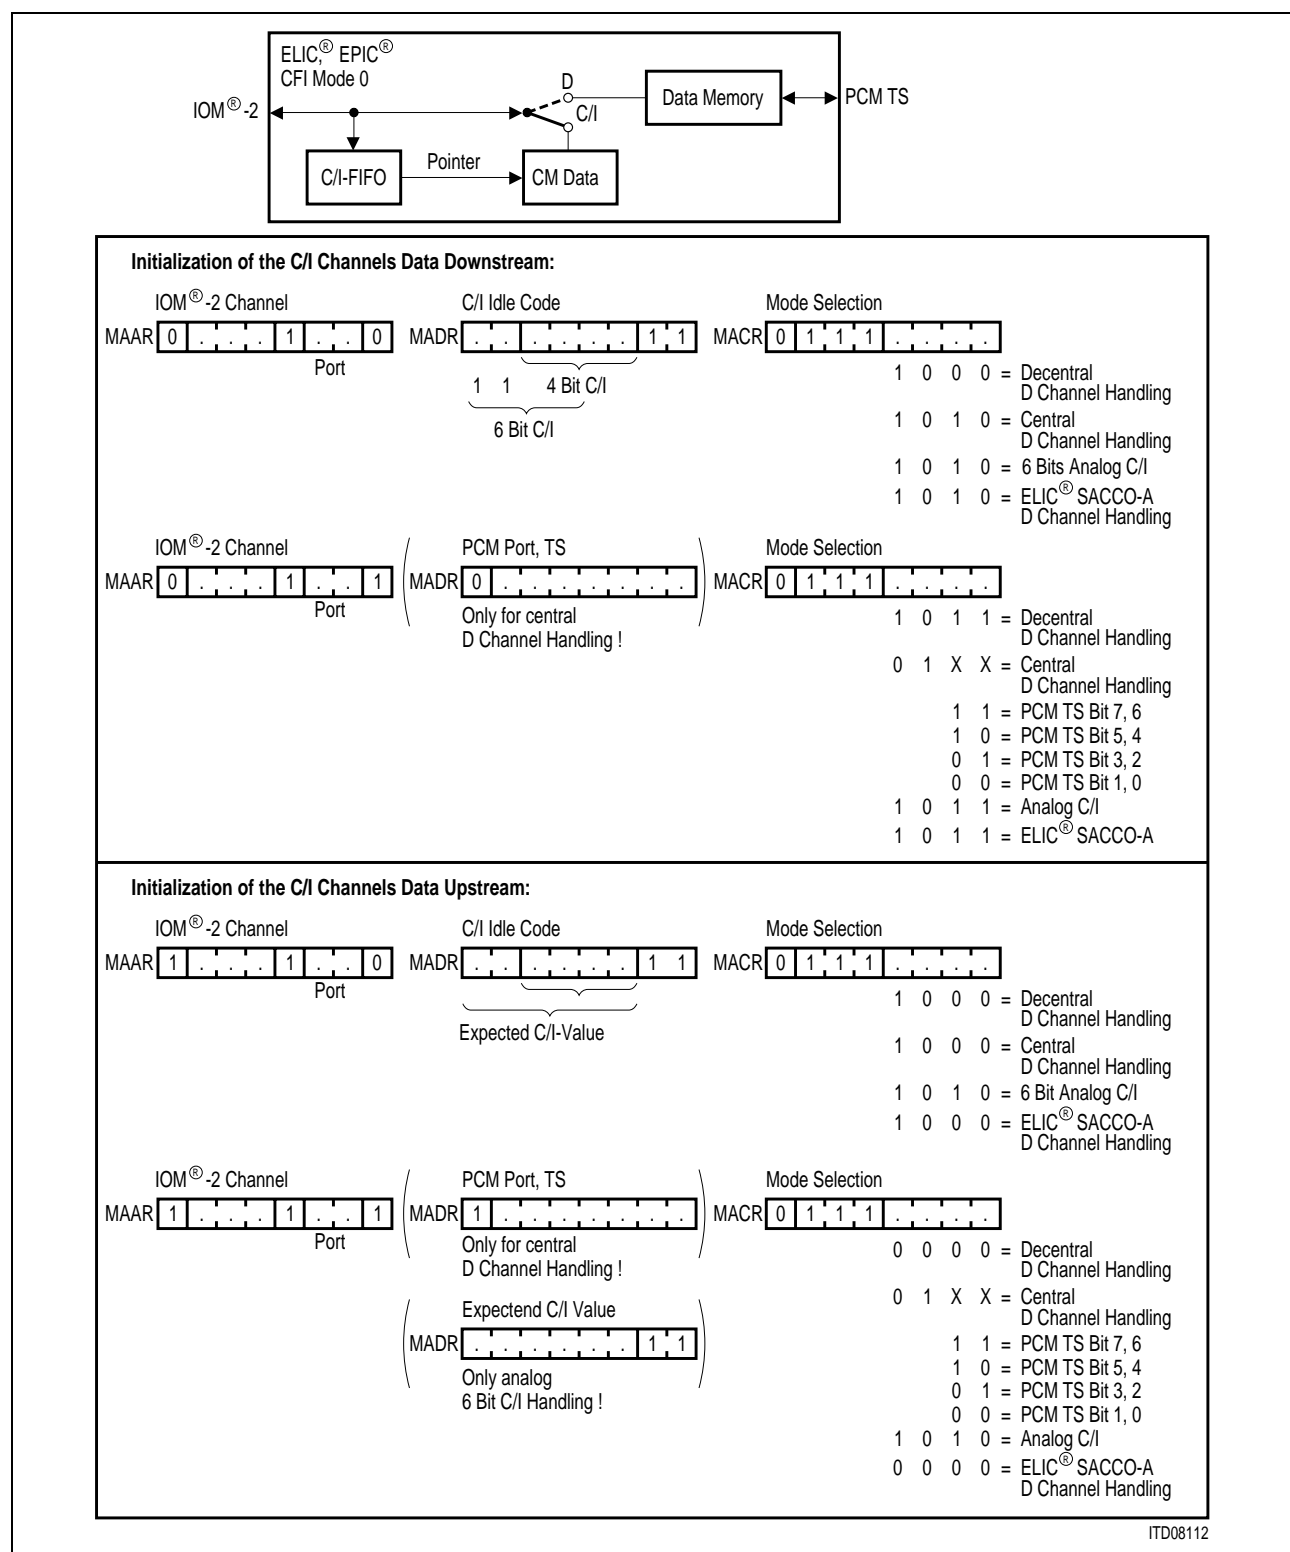 ELIC,® EPIC®
CFI Mode 0
IOM®-2
D
C/I
Data Memory
PCM TS
C/I-FIFO
Pointer
CM Data
Initialization of the C/I Channels Data Downstream:
IOM®-2 Channel C/I Idle Code Mode Selection
MAAR 0 . . . 1 . . 0 MADR . . . . . . 1 1 MACR 0 1 1 1 . . . .
Port
1 1 4 Bit C/I
6 Bit C/I
1 0 0 0 = Decentral
D Channel Handling
1 0 1 0 = Central
D Channel Handling
1 0 1 0 = 6 Bits Analog C/I
1 0 1 0 = ELIC® SACCO-A
D Channel Handling
IOM®-2 Channel PCM Port, TS Mode Selection
MAAR 0 . . . 1 . . 1 MADR 0 . . . . . . . MACR 0 1 1 1 . . . .
Port
Only for central
D Channel Handling !
1 0 1 1 = Decentral
D Channel Handling
0 1 X X = Central
D Channel Handling
1 1 = PCM TS Bit 7, 6
1 0 = PCM TS Bit 5, 4
0 1 = PCM TS Bit 3, 2
0 0 = PCM TS Bit 1, 0
1 0 1 1 = Analog C/I
1 0 1 1 = ELIC® SACCO-A
Initialization of the C/I Channels Data Upstream:
IOM®-2 Channel C/I Idle Code Mode Selection
MAAR 1 . . . 1 . . 0 MADR . . . . . . 1 1 MACR 0 1 1 1 . . . .
Port
Expected C/I-Value
1 0 0 0 = Decentral
D Channel Handling
1 0 0 0 = Central
D Channel Handling
1 0 1 0 = 6 Bit Analog C/I
1 0 0 0 = ELIC® SACCO-A
D Channel Handling
IOM®-2 Channel PCM Port, TS Mode Selection
MAAR 1 . . . 1 . . 1 MADR 1 . . . . . . . MACR 0 1 1 1 . . . .
Port
Only for central
D Channel Handling !
Expectend C/I Value
MADR . . . . . . 1 1
Only analog
6 Bit C/I Handling !
0 0 0 0 = Decentral
D Channel Handling
0 1 X X = Central
D Channel Handling
1 1 = PCM TS Bit 7, 6
1 0 = PCM TS Bit 5, 4
0 1 = PCM TS Bit 3, 2
0 0 = PCM TS Bit 1, 0
1 0 1 0 = Analog C/I
0 0 0 0 = ELIC® SACCO-A
D Channel Handling
ITD08112